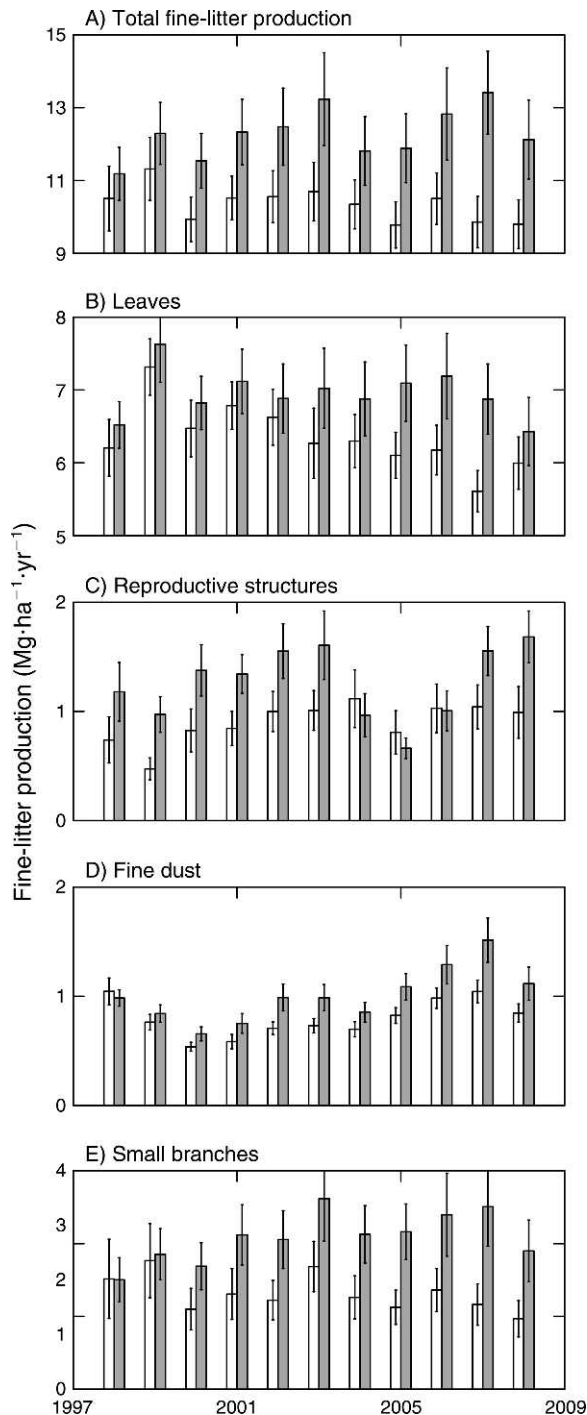 A) Total fine-litter production
15
13
11
9
B) Leaves
8
7
6
5
C) Reproductive structures
2
1
0
D) Fine dust
2
1
0
E) Small branches
4
3
2
1
0
1997 2001 2005 2009
Fine-litter production (Mg·ha⁻¹·yr⁻¹)